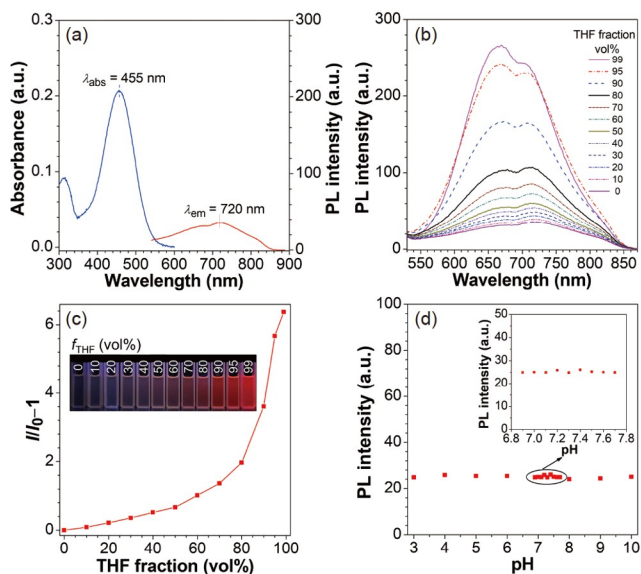 (a)
λabs = 455 nm
λem = 720 nm
Absorbance (a.u.)
0.3
0.2
0.1
0.0
PL intensity (a.u.)
300
200
100
0
300 400 500 600 700 800 900
Wavelength (nm)
(b)
THF fraction
vol%
99
95
90
80
70
60
50
40
30
20
10
0
PL intensity (a.u.)
300
250
200
150
100
50
0
550 600 650 700 750 800 850
Wavelength (nm)
(c)
fTHF (vol%)
0 10 20 30 40 50 60 70 80 90 95 99
I/I0–1
6
4
2
0
0 20 40 60 80 100
THF fraction (vol%)
(d)
PL intensity (a.u.)
100
80
60
40
20
0
3 4 5 6 7 8 9 10
pH
PL intensity (a.u.)
50
40
30
20
10
0
6.8 7.0 7.2 7.4 7.6 7.8
pH